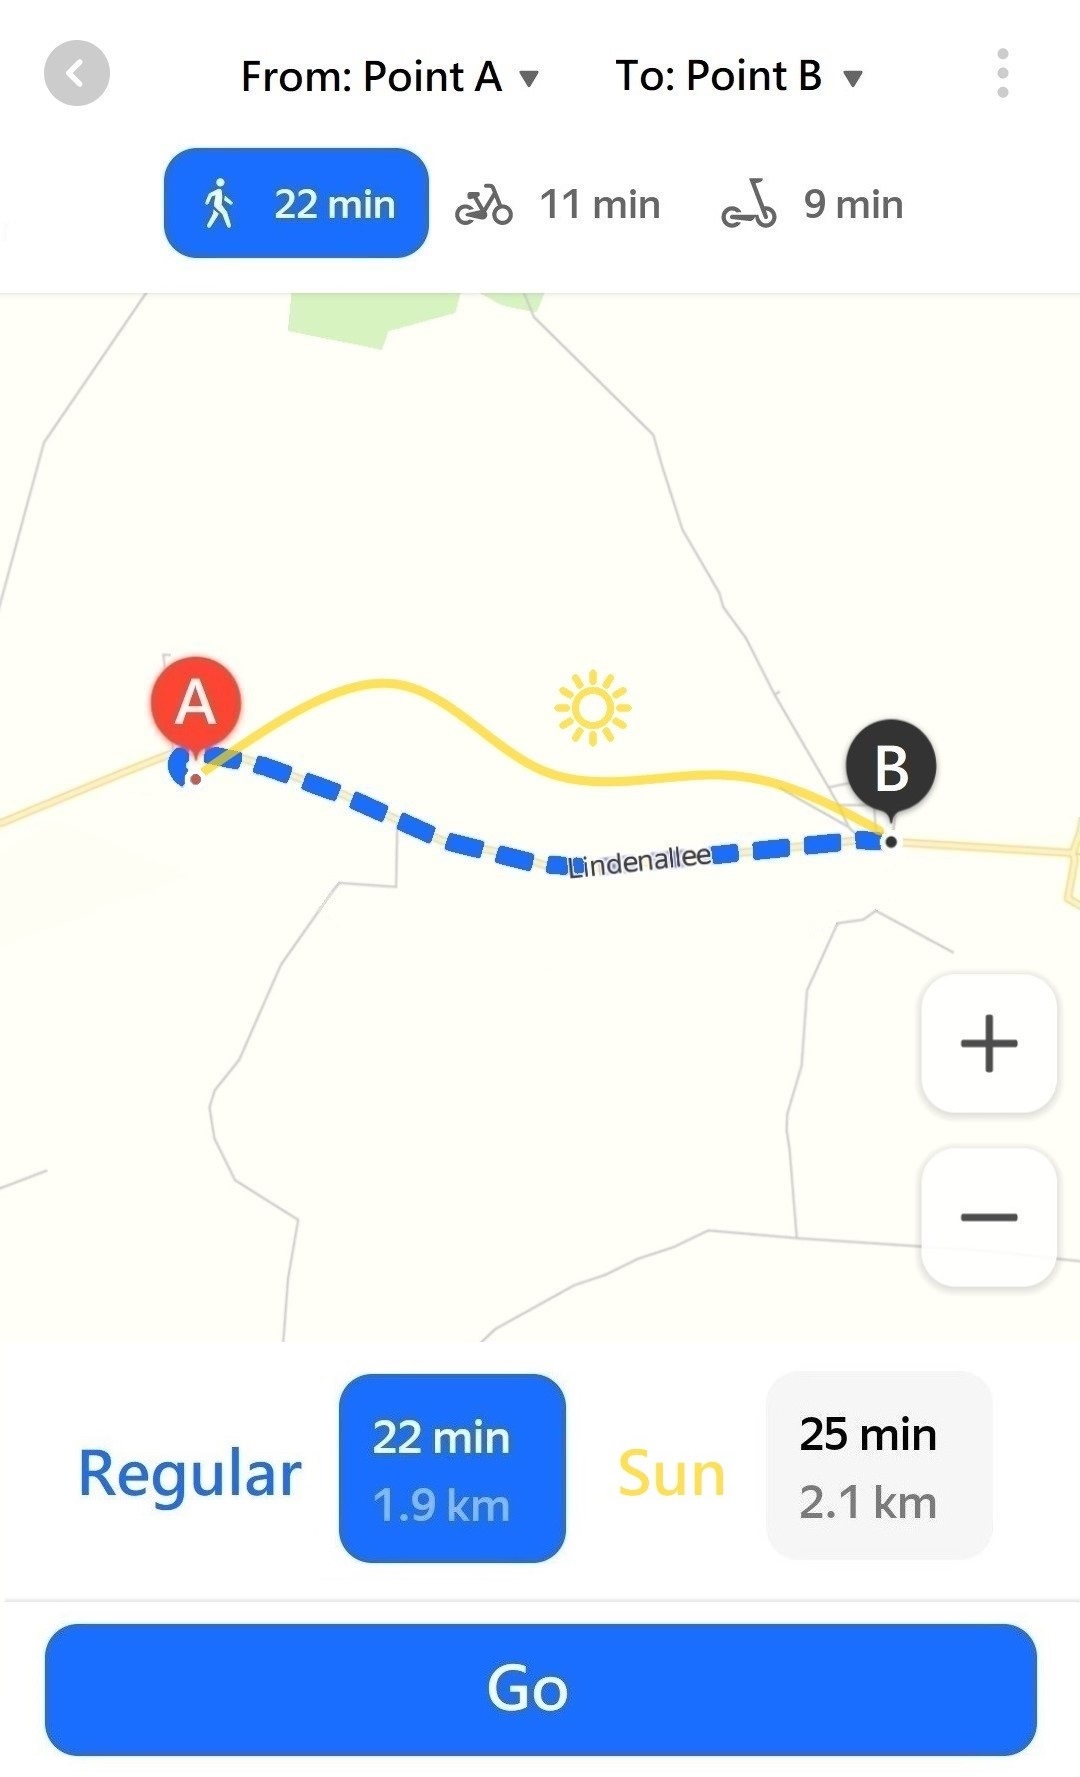 From: Point A ▼ To: Point B ▼
22 min 11 min 9 min
A
B
Lindenallee
+
−
Regular 22 min 1.9 km
Sun 25 min 2.1 km
Go